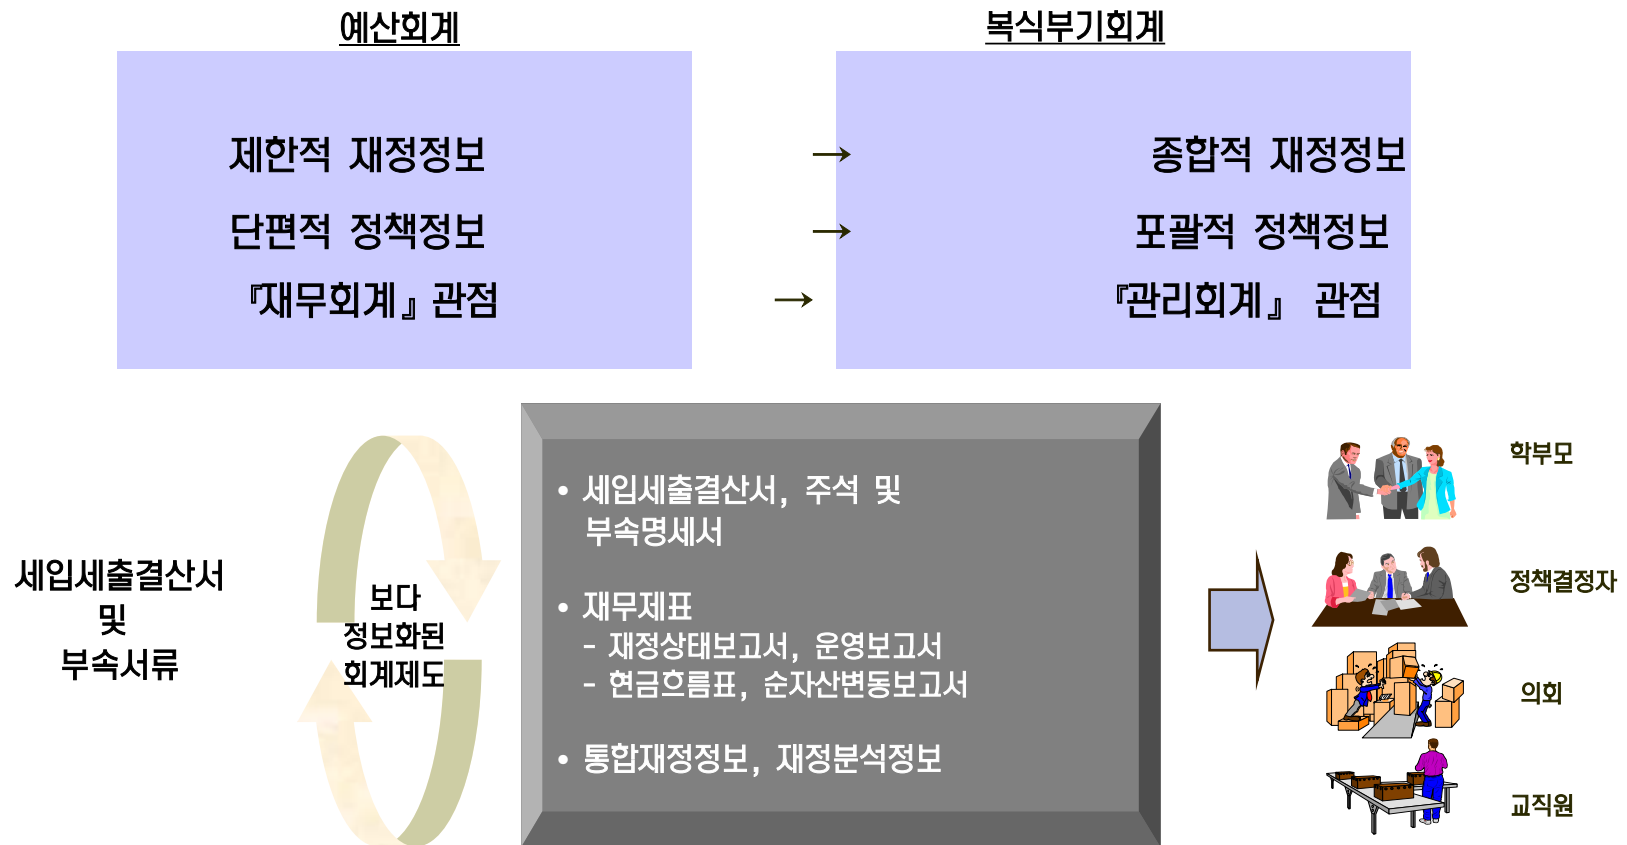 예산회계
복식부기회계
제한적 재정정보 → 종합적 재정정보
단편적 정책정보 → 포괄적 정책정보
『재무회계』관점 → 『관리회계』 관점
세입세출결산서
및
부속서류
보다
정보화된
회계제도
• 세입세출결산서, 주석 및
부속명세서
• 재무제표
- 재정상태보고서, 운영보고서
- 현금흐름표, 순자산변동보고서
• 통합재정정보, 재정분석정보
학부모
정책결정자
의회
교직원